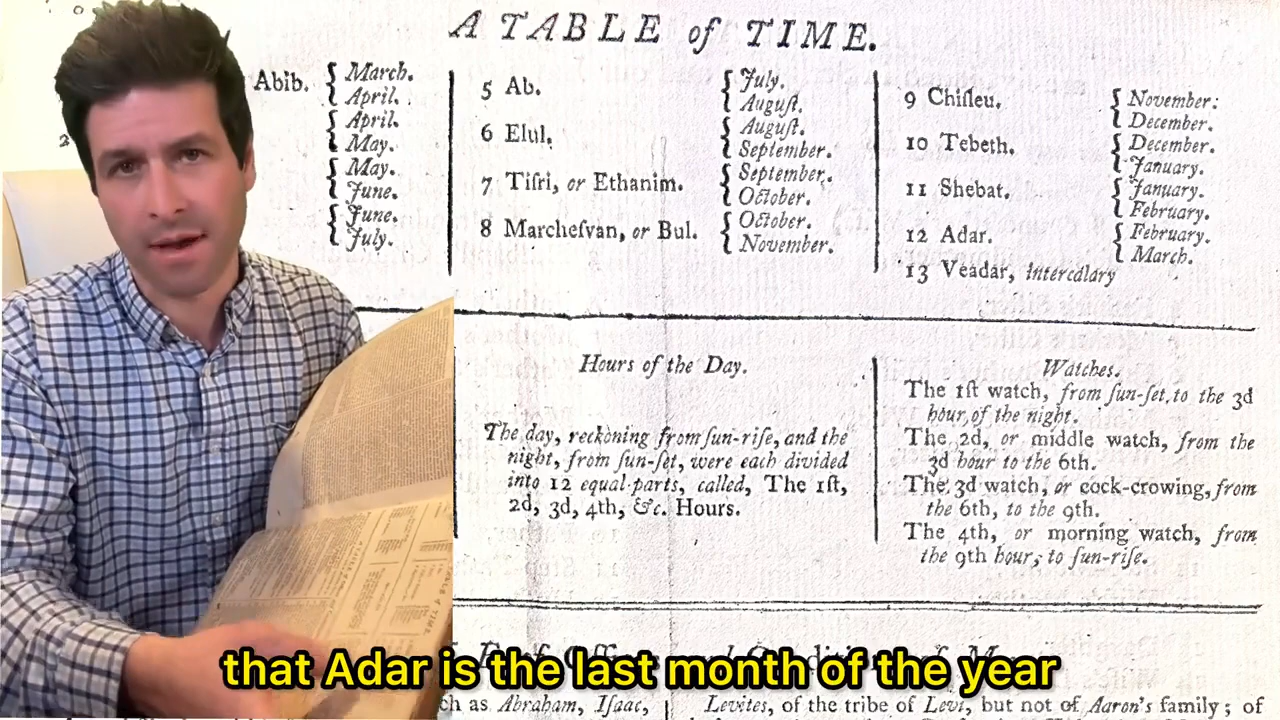 A TABLE of TIME.
Abib. { March.
April.
{ April.
May.
{ May.
June.
{ June.
July.
5 Ab. { July.
August.
6 Elul. { August.
September.
7 Tiſri, or Ethanim. { September.
October.
8 Marcheſvan, or Bul. { October.
November.
9 Chiſleu. { November.
December.
10 Tebeth. { December.
January.
11 Shebat. { January.
February.
12 Adar. { February.
March.
13 Veadar, intercalary
Hours of the Day.
The day, reckoning from ſun-riſe, and the
night, from ſun-ſet, were each divided
into 12 equal parts, called, The 1ſt,
2d, 3d, 4th, &c. Hours.
Watches.
The 1ſt watch, from ſun-ſet, to the 3d
hour, of the night.
The 2d, or middle watch, from the
3d hour to the 6th.
The 3d watch, or cock-crowing, from
the 6th, to the 9th.
The 4th, or morning watch, from
the 9th hour, to ſun-riſe.
that Adar is the last month of the year
ch as Abraham, Iſaac,
Levites, of the tribe of Levi, but not of Aaron's family; of